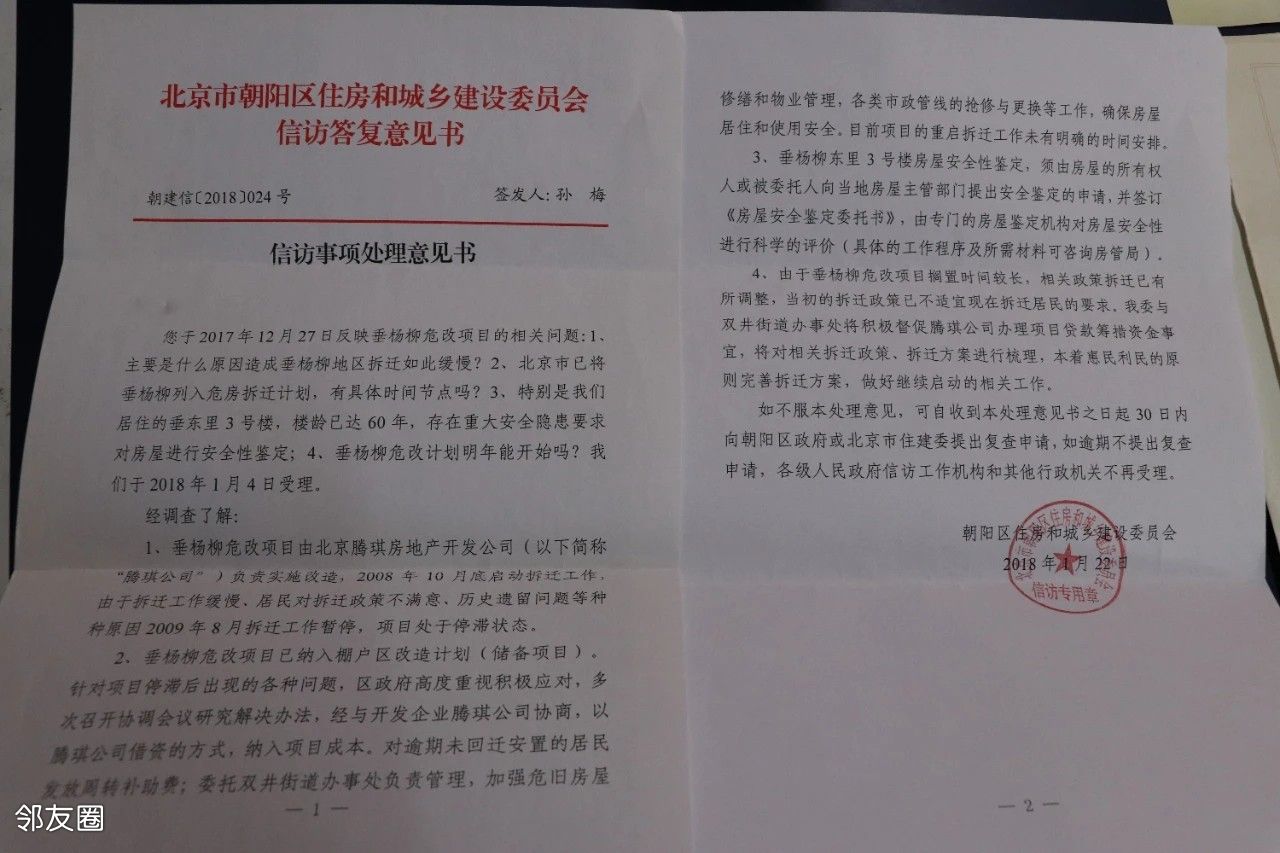 北京市朝阳区住房和城乡建设委员会
信访答复意见书
朝建信〔2018〕024号
签发人：孙 梅
信访事项处理意见书
您于2017年12月27日反映垂杨柳危改项目的相关问题：1、
主要是什么原因造成垂杨柳地区拆迁如此缓慢？2、北京市已将
垂杨柳列入危房拆迁计划，有具体时间节点吗？3、特别是我们
居住的垂东里3号楼，楼龄已达60年，存在重大安全隐患要求
对房屋进行安全性鉴定；4、垂杨柳危改计划明年能开始吗？我
们于2018年1月4日受理。
经调查了解：
1、垂杨柳危改项目由北京腾琪房地产开发公司（以下简称
“腾琪公司”）负责实施改造，2008年10月底启动拆迁工作，
由于拆迁工作缓慢、居民对拆迁政策不满意、历史遗留问题等种
种原因2009年8月拆迁工作暂停，项目处于停滞状态。
2、垂杨柳危改项目已纳入棚户区改造计划（储备项目）。
针对项目停滞后出现的各种问题，区政府高度重视积极应对，多
次召开协调会议研究解决办法，经与开发企业腾琪公司协商，以
腾琪公司借资的方式，纳入项目成本。对逾期未回迁安置的居民
发放周转补助费；委托双井街道办事处负责管理，加强危旧房屋
— 1 —
修缮和物业管理，各类市政管线的抢修与更换等工作，确保房屋
居住和使用安全。目前项目的重启拆迁工作未有明确的时间安排。
3、垂杨柳东里3号楼房屋安全性鉴定，须由房屋的所有权
人或被委托人向当地房屋主管部门提出安全鉴定的申请，并签订
《房屋安全鉴定委托书》，由专门的房屋鉴定机构对房屋安全性
进行科学的评价（具体的工作程序及所需材料可咨询房管局）。
4、由于垂杨柳危改项目搁置时间较长，相关政策拆迁已有
所调整，当初的拆迁政策已不适宜现在拆迁居民的要求。我委与
双井街道办事处将积极督促腾琪公司办理项目贷款筹措资金事
宜，将对相关拆迁政策、拆迁方案进行梳理，本着惠民利民的原
则完善拆迁方案，做好继续启动的相关工作。
如不服本处理意见，可自收到本处理意见书之日起30日内
向朝阳区政府或北京市住建委提出复查申请，如逾期不提出复查
申请，各级人民政府信访工作机构和其他行政机关不再受理。
朝阳区住房和城乡建设委员会
2018年1月22日
北京市朝阳区住房和城乡建设委员会
信访专用章
— 2 —
邻友圈